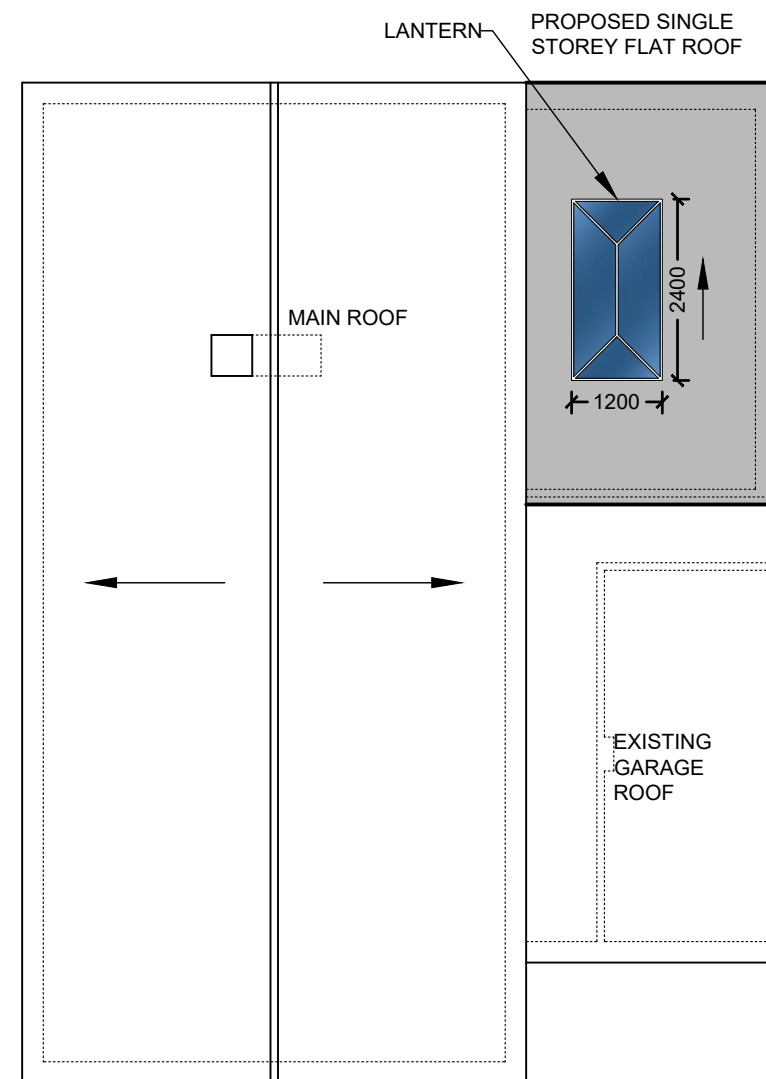 LANTERN
PROPOSED SINGLE
STOREY FLAT ROOF
2400
1200
MAIN ROOF
EXISTING
GARAGE
ROOF